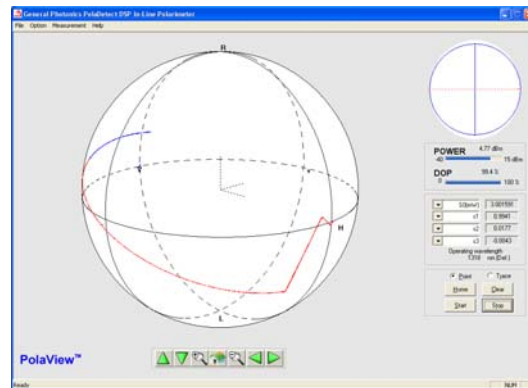 General Photonics PolaDetect DSP In-Line Polarimeter
File Option Measurement Help
R
V
H
L
POWER 4.77 dBm
-40 15 dBm
DOP 99.4 %
0 100 %
S0(mw) 3.001591
s1 0.9941
s2 0.0177
s3 -0.0043
Operating wavelength
1310 nm (Def.)
Point Trace
Home Clear
Start Stop
PolaView™
Ready NUM